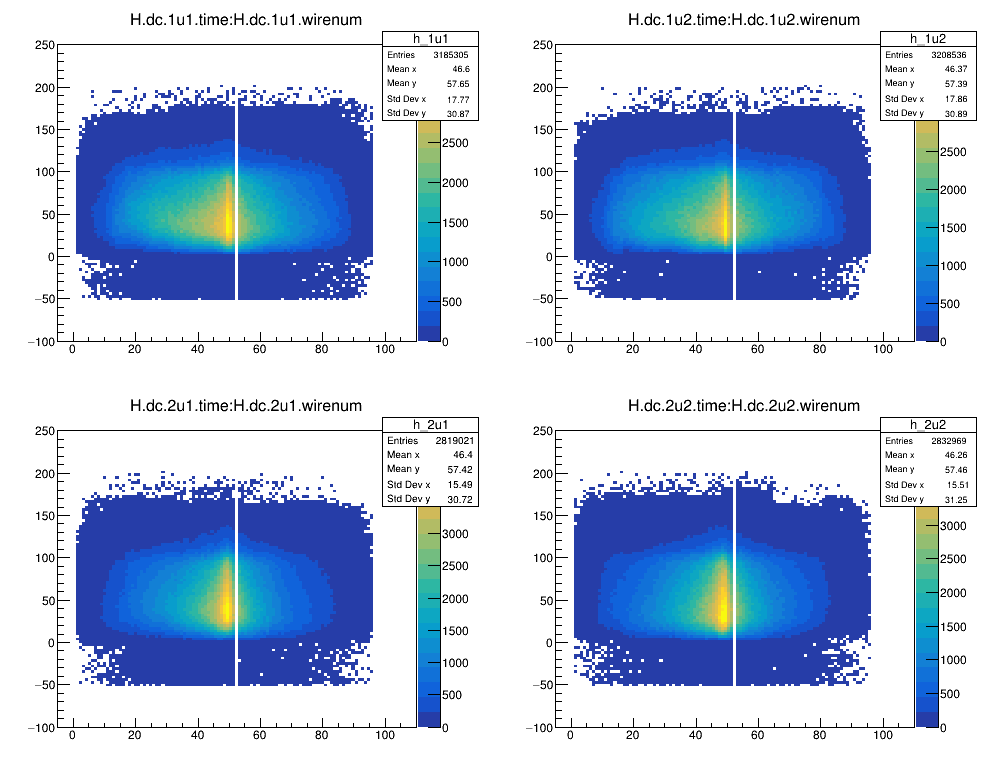 H.dc.1u1.time:H.dc.1u1.wirenum
h_1u1
Entries 3185305
Mean x 46.6
Mean y 57.65
Std Dev x 17.77
Std Dev y 30.87
250
200
150
100
50
0
−50
−100
0 20 40 60 80 100
2500
2000
1500
1000
500
0
H.dc.1u2.time:H.dc.1u2.wirenum
h_1u2
Entries 3208536
Mean x 46.37
Mean y 57.39
Std Dev x 17.86
Std Dev y 30.89
250
200
150
100
50
0
−50
−100
0 20 40 60 80 100
2500
2000
1500
1000
500
0
H.dc.2u1.time:H.dc.2u1.wirenum
h_2u1
Entries 2819021
Mean x 46.4
Mean y 57.42
Std Dev x 15.49
Std Dev y 30.72
250
200
150
100
50
0
−50
−100
0 20 40 60 80 100
3000
2500
2000
1500
1000
500
0
H.dc.2u2.time:H.dc.2u2.wirenum
h_2u2
Entries 2832969
Mean x 46.26
Mean y 57.46
Std Dev x 15.51
Std Dev y 31.25
250
200
150
100
50
0
−50
−100
0 20 40 60 80 100
3000
2500
2000
1500
1000
500
0